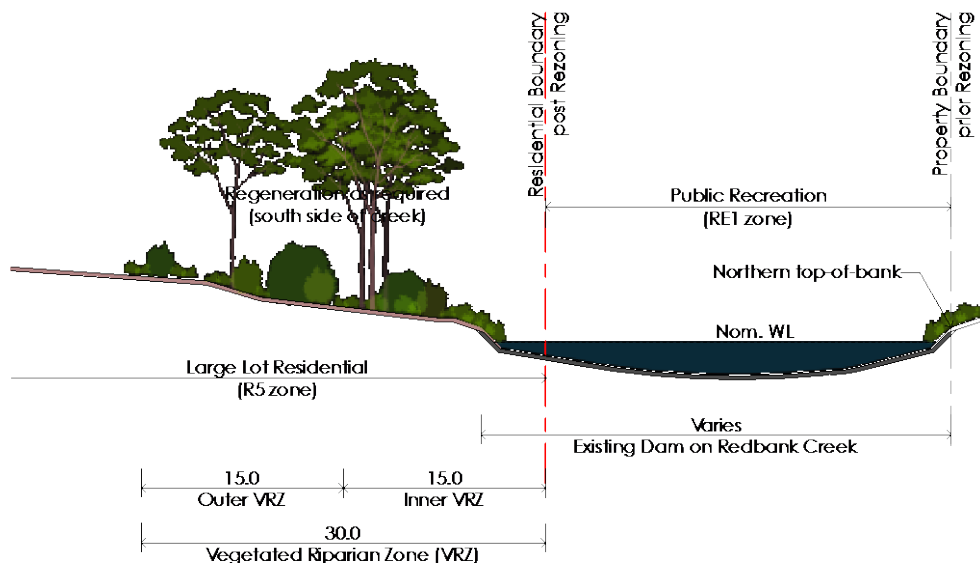 Residential Boundary
post Rezoning
Property Boundary
prior Rezoning
Regeneration as required
(south side of creek)
Public Recreation
(RE1 zone)
Northern top-of-bank
Nom. WL
Large Lot Residential
(R5 zone)
Varies
Existing Dam on Redbank Creek
15.0
Outer VRZ
15.0
Inner VRZ
30.0
Vegetated Riparian Zone (VRZ)